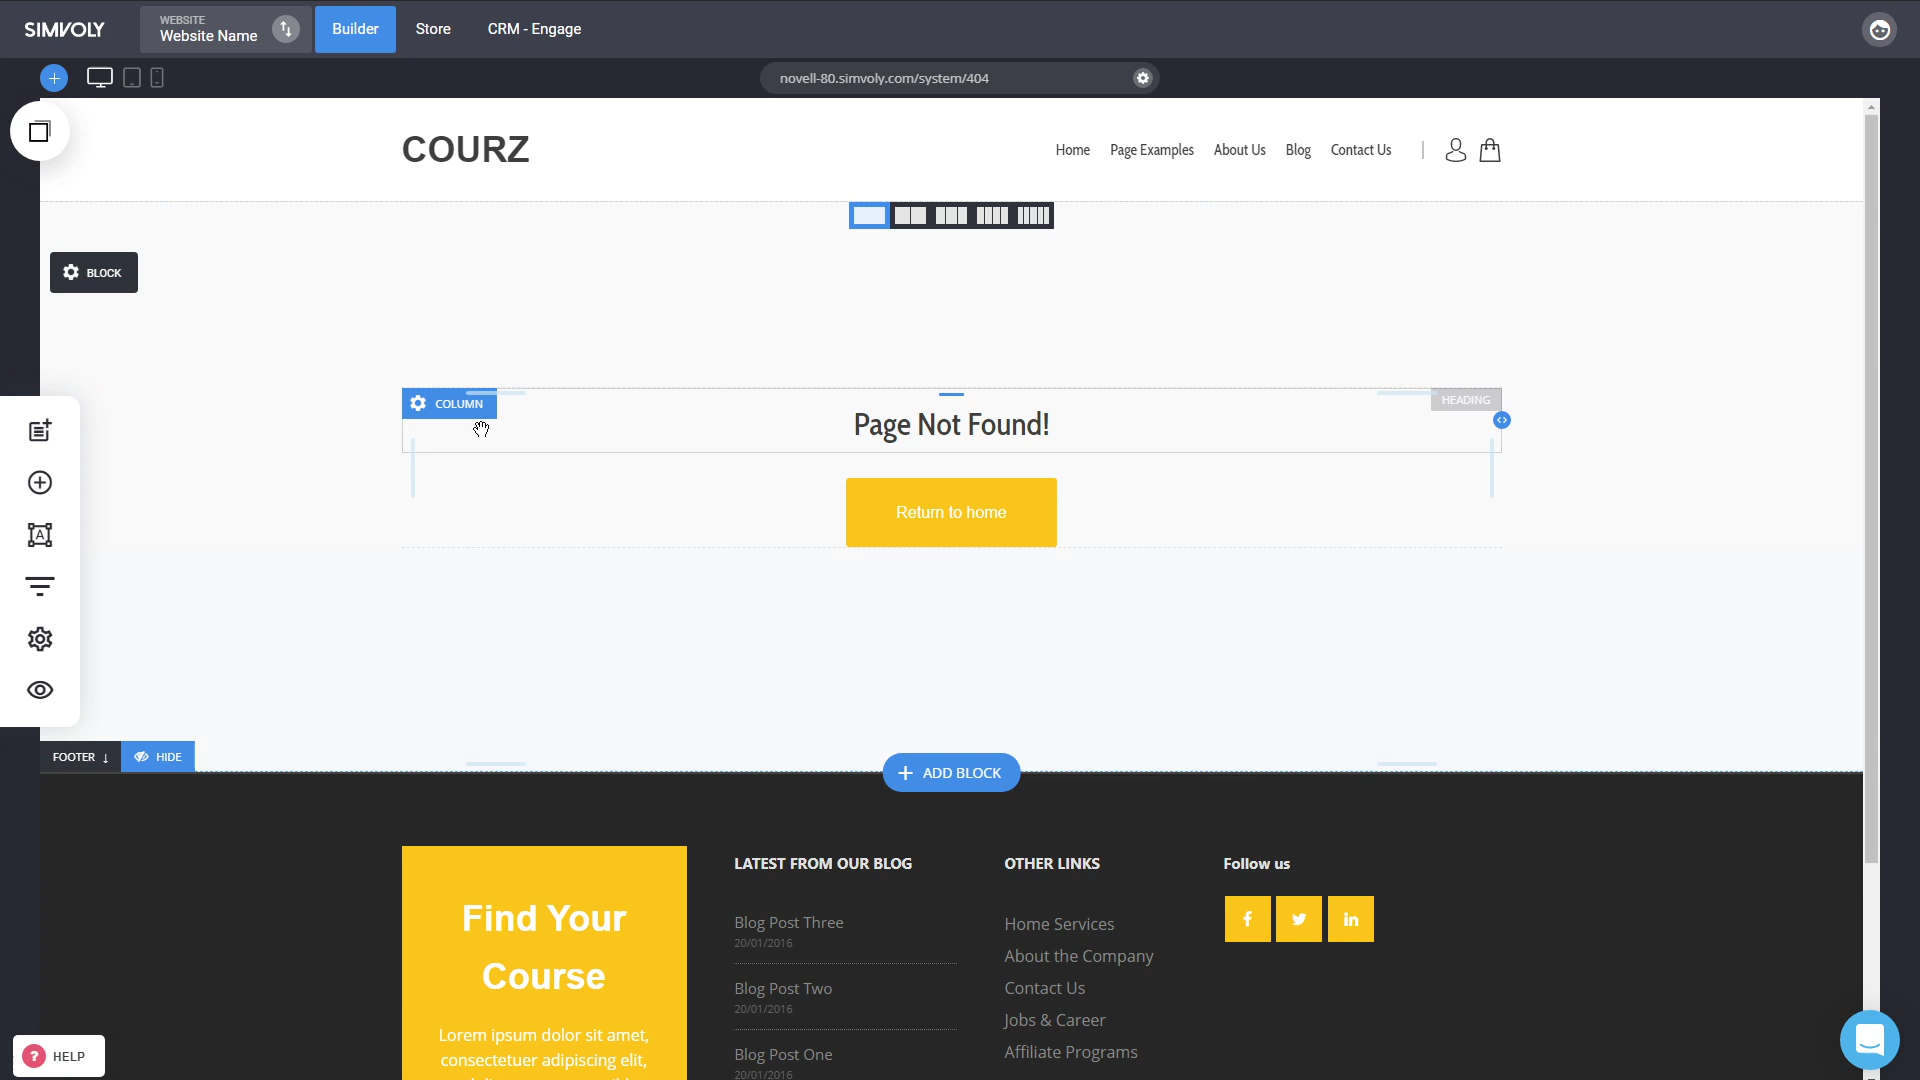 SIMVOLY
WEBSITE
Website Name
Builder
Store
CRM - Engage
novell-80.simvoly.com/system/404
COURZ
Home
Page Examples
About Us
Blog
Contact Us
BLOCK
COLUMN
HEADING
Page Not Found!
Return to home
FOOTER ↓
HIDE
+ ADD BLOCK
Find Your
Course
Lorem ipsum dolor sit amet,
consectetuer adipiscing elit,
LATEST FROM OUR BLOG
Blog Post Three
20/01/2016
Blog Post Two
20/01/2016
Blog Post One
20/01/2016
OTHER LINKS
Home Services
About the Company
Contact Us
Jobs & Career
Affiliate Programs
Follow us
? HELP